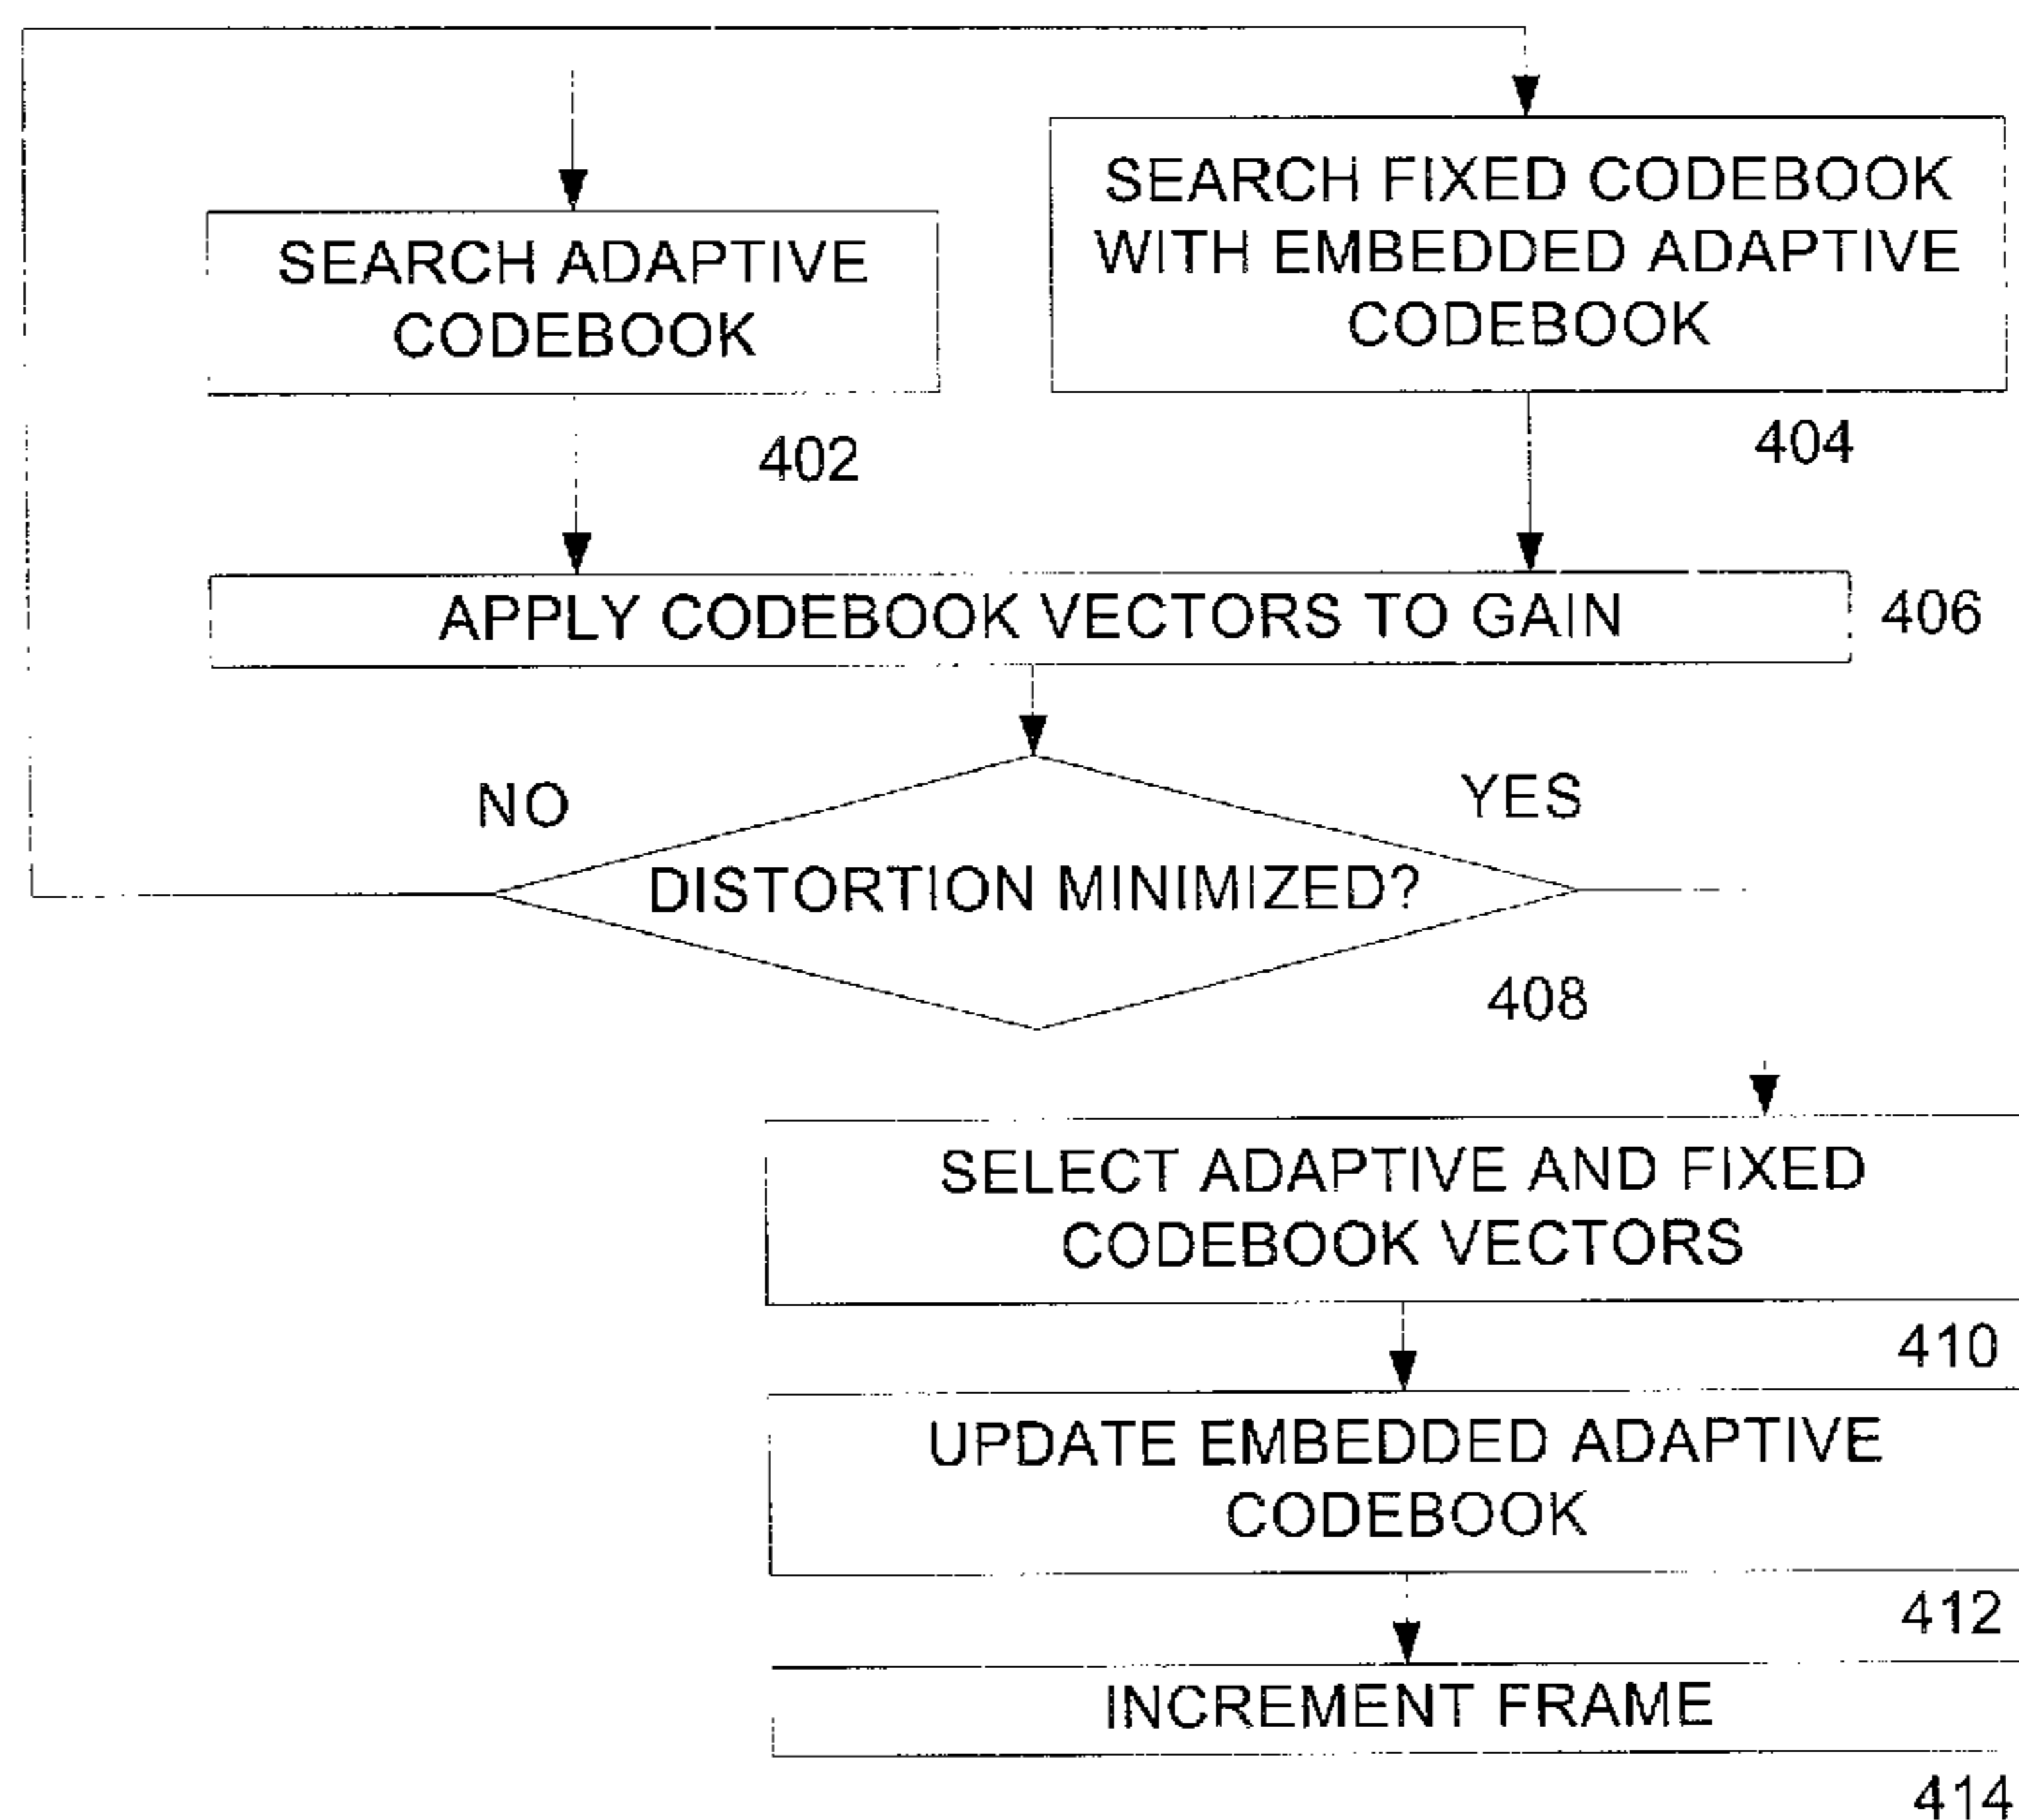 SEARCH ADAPTIVE
CODEBOOK
402
SEARCH FIXED CODEBOOK
WITH EMBEDDED ADAPTIVE
CODEBOOK
404
APPLY CODEBOOK VECTORS TO GAIN
406
NO
YES
DISTORTION MINIMIZED?
408
SELECT ADAPTIVE AND FIXED
CODEBOOK VECTORS
410
UPDATE EMBEDDED ADAPTIVE
CODEBOOK
412
INCREMENT FRAME
414